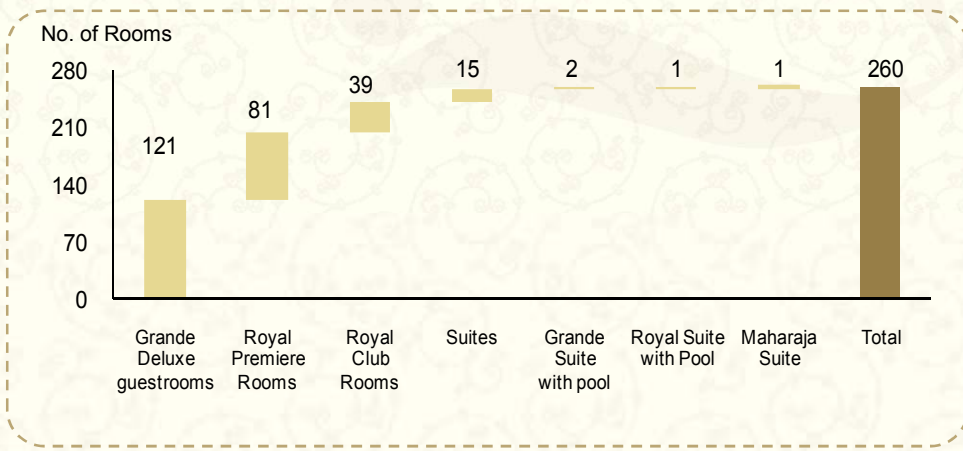 No. of Rooms
280
210
140
70
0
121
81
39
15
2
1
1
260
Grande
Deluxe
guestrooms
Royal
Premiere
Rooms
Royal
Club
Rooms
Suites
Grande
Suite
with pool
Royal Suite
with Pool
Maharaja
Suite
Total